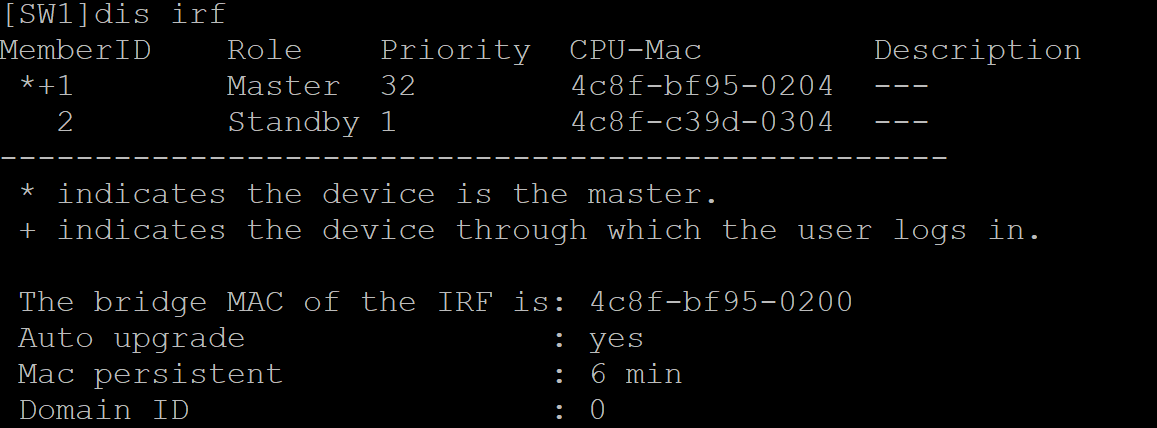 [SW1]dis irf
MemberID    Role    Priority  CPU-Mac         Description
 *+1        Master  32        4c8f-bf95-0204  ---
   2        Standby 1         4c8f-c39d-0304  ---
--------------------------------------------------
 * indicates the device is the master.
 + indicates the device through which the user logs in.

 The bridge MAC of the IRF is: 4c8f-bf95-0200
 Auto upgrade                : yes
 Mac persistent              : 6 min
 Domain ID                   : 0